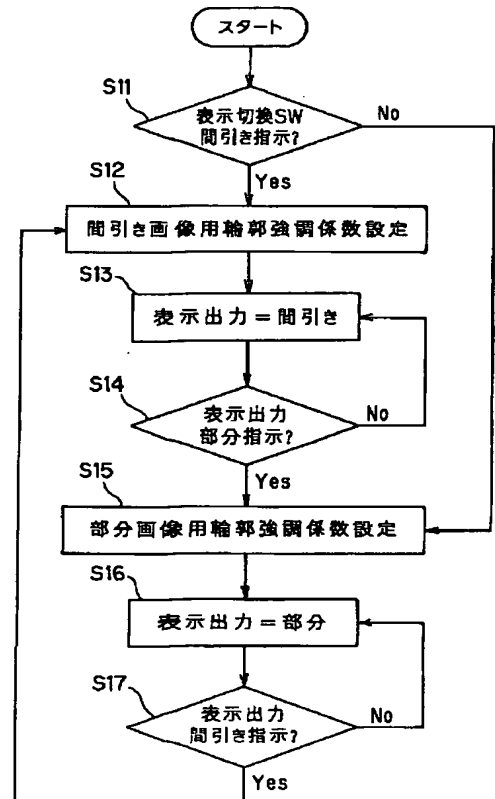 スタート
S11
表示切換SW
間引き指示?
No
Yes
S12
間引き画像用輪郭強調係数設定
S13
表示出力=間引き
S14
表示出力
部分指示?
No
Yes
S15
部分画像用輪郭強調係数設定
S16
表示出力=部分
S17
表示出力
間引き指示?
No
Yes